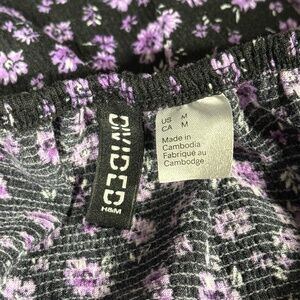 DIVIDED
H&M
US M
CA M
Made in
Cambodia
Fabriqué au
Cambodge